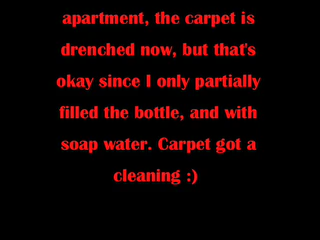 apartment, the carpet is
drenched now, but that's
okay since I only partially
filled the bottle, and with
soap water. Carpet got a
cleaning :)